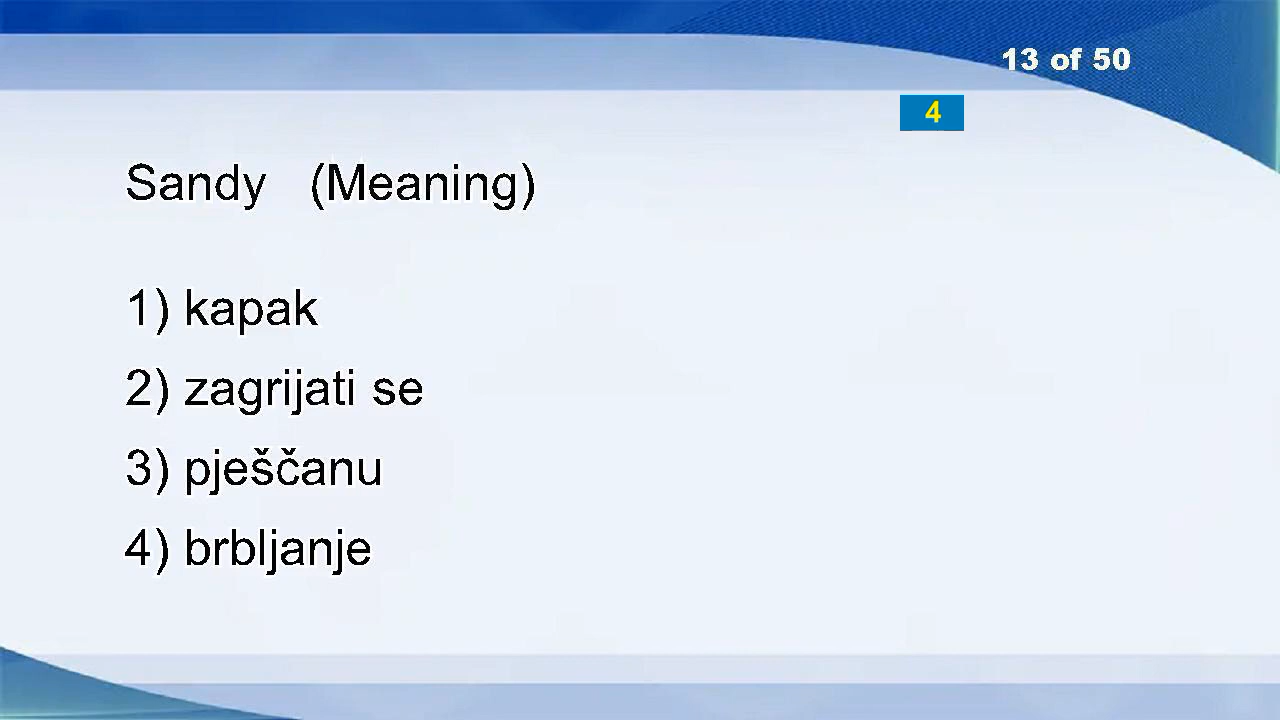 13 of 50
4
Sandy (Meaning)
1) kapak
2) zagrijati se
3) pješčanu
4) brbljanje